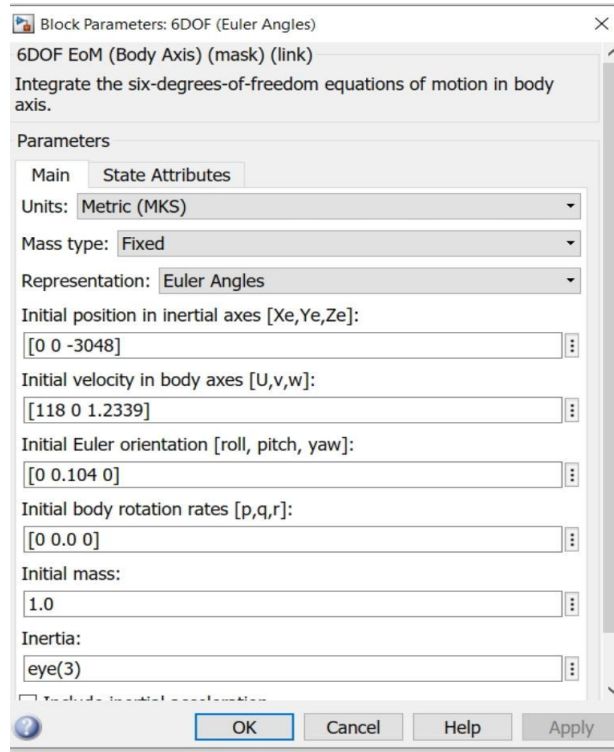 Block Parameters: 6DOF (Euler Angles)
6DOF EoM (Body Axis) (mask) (link)
Integrate the six-degrees-of-freedom equations of motion in body
axis.
Parameters
Main State Attributes
Units: Metric (MKS)
Mass type: Fixed
Representation: Euler Angles
Initial position in inertial axes [Xe,Ye,Ze]:
[0 0 -3048]
Initial velocity in body axes [U,v,w]:
[118 0 1.2339]
Initial Euler orientation [roll, pitch, yaw]:
[0 0.104 0]
Initial body rotation rates [p,q,r]:
[0 0.0 0]
Initial mass:
1.0
Inertia:
eye(3)
Include inertial acceleration
OK Cancel Help Apply